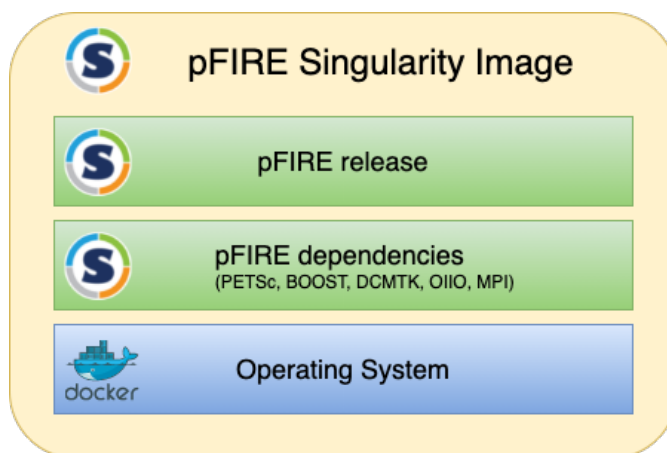 S pFIRE Singularity Image
S pFIRE release
S pFIRE dependencies
(PETSc, BOOST, DCMTK, OIIO, MPI)
docker Operating System